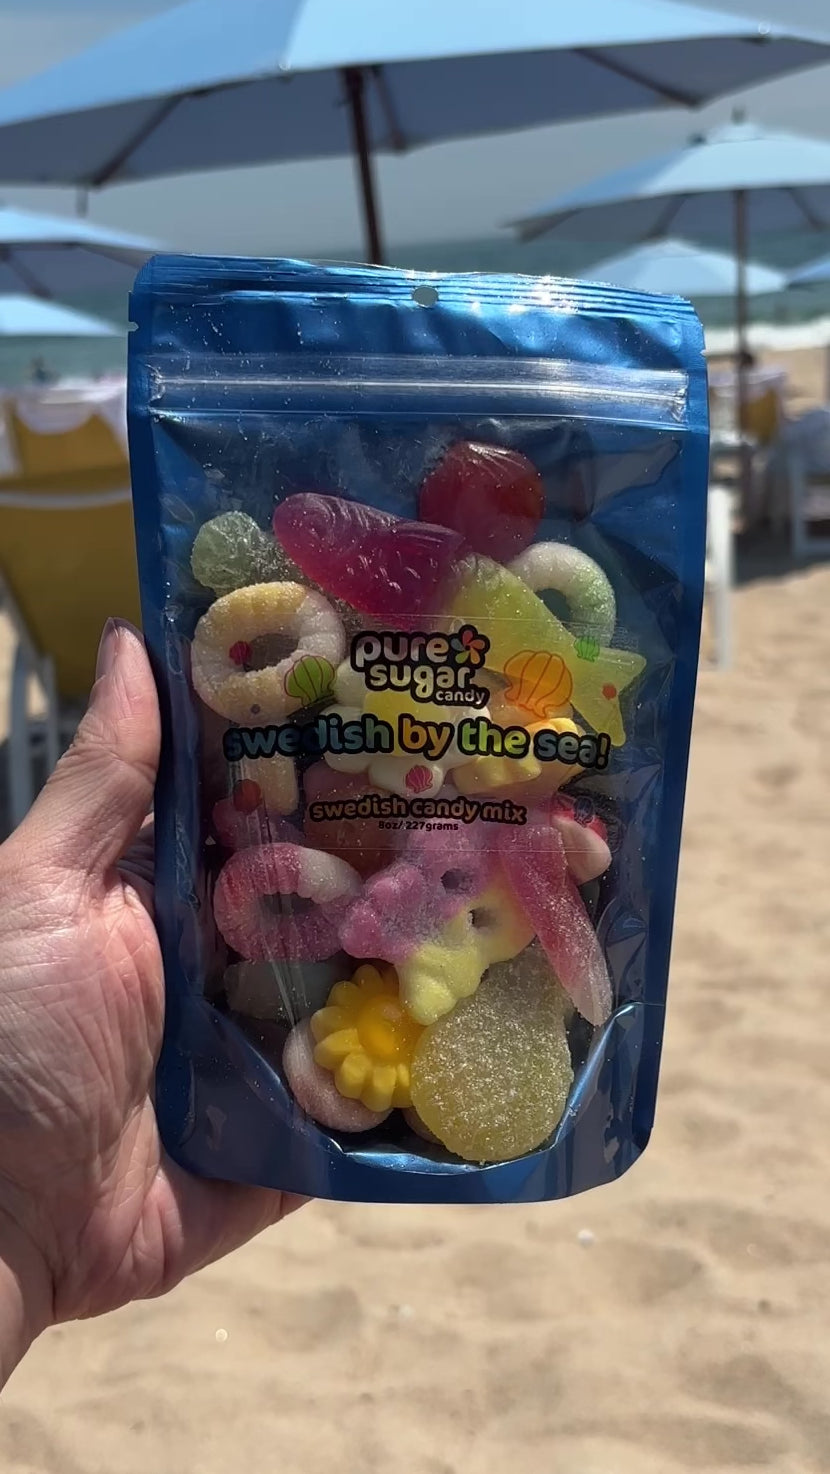 pure
sugar
candy
swedish by the sea!
swedish candy mix
8oz/227grams